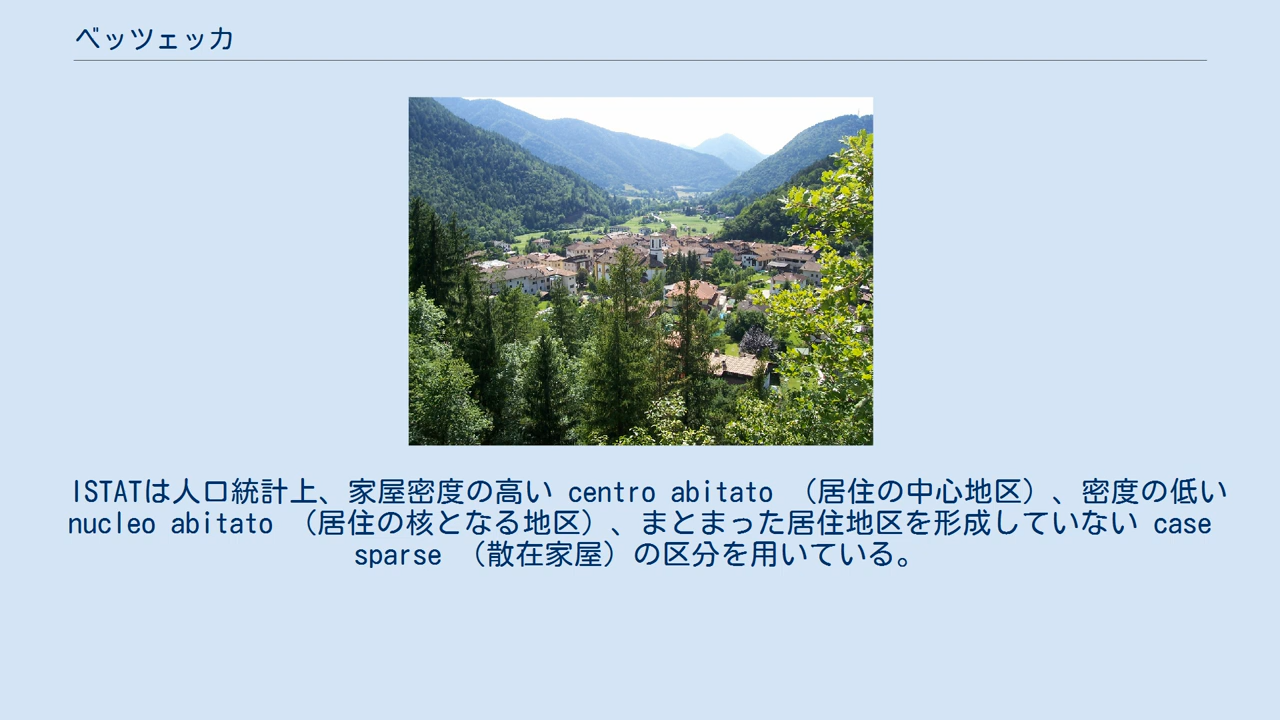 ベッツェッカ
ISTATは人口統計上、家屋密度の高い centro abitato （居住の中心地区）、密度の低い
nucleo abitato （居住の核となる地区）、まとまった居住地区を形成していない case
sparse （散在家屋）の区分を用いている。